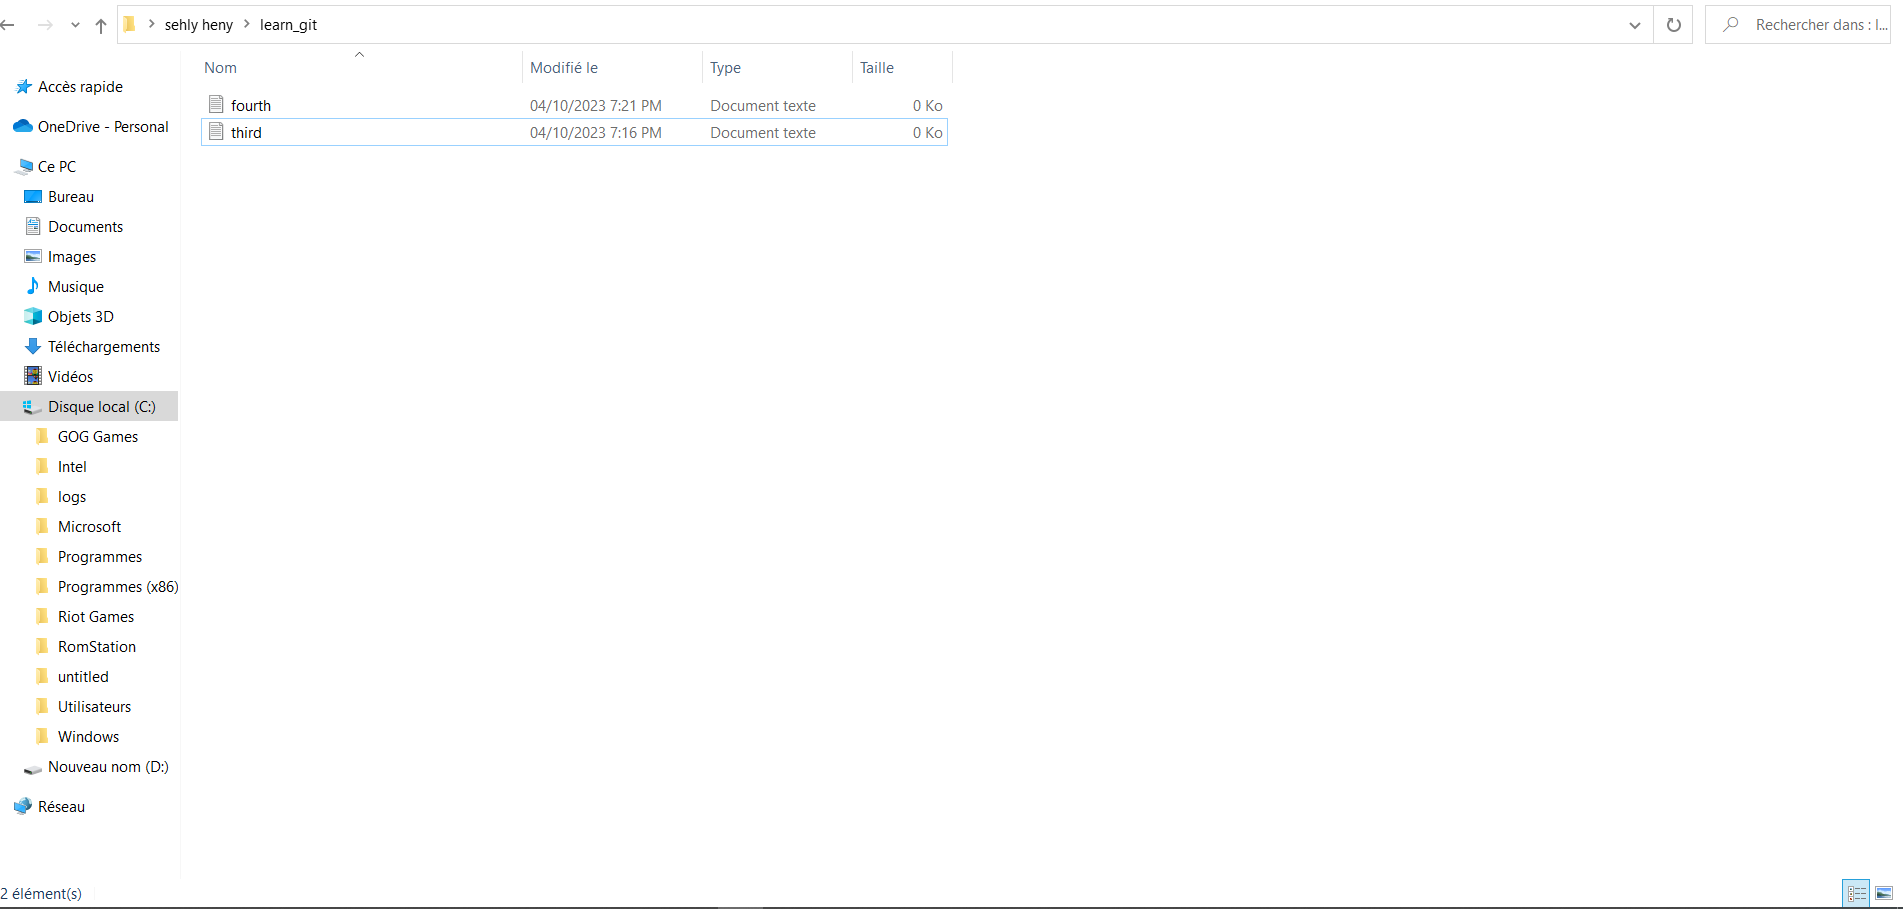 sehly heny learn_git
Rechercher dans : l...
Nom Modifié le Type Taille
fourth 04/10/2023 7:21 PM Document texte 0 Ko
third 04/10/2023 7:16 PM Document texte 0 Ko
Accès rapide
OneDrive - Personal
Ce PC
Bureau
Documents
Images
Musique
Objets 3D
Téléchargements
Vidéos
Disque local (C:)
GOG Games
Intel
logs
Microsoft
Programmes
Programmes (x86)
Riot Games
RomStation
untitled
Utilisateurs
Windows
Nouveau nom (D:)
Réseau
2 élément(s)